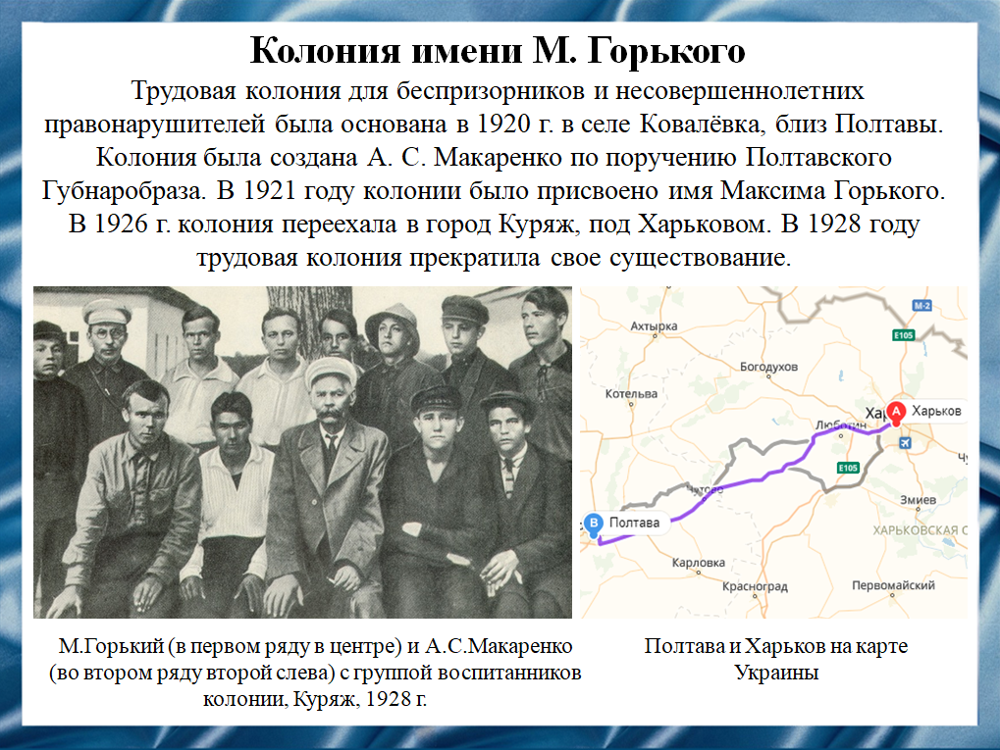 Колония имени М. Горького
Трудовая колония для беспризорников и несовершеннолетних
правонарушителей была основана в 1920 г. в селе Ковалёвка, близ Полтавы.
Колония была создана А. С. Макаренко по поручению Полтавского
Губнаробраза. В 1921 году колонии было присвоено имя Максима Горького.
В 1926 г. колония переехала в город Куряж, под Харьковом. В 1928 году
трудовая колония прекратила свое существование.
М-2
Ахтырка
E105
Богодухов
Котельва
Хар
A
Харьков
Люботин
E105
Чутово
Чу
Змиев
B
Полтава
ХАРЬКОВСКАЯ О
Карловка
Красноград
Первомайский
М.Горький (в первом ряду в центре) и А.С.Макаренко
(во втором ряду второй слева) с группой воспитанников
колонии, Куряж, 1928 г.
Полтава и Харьков на карте
Украины